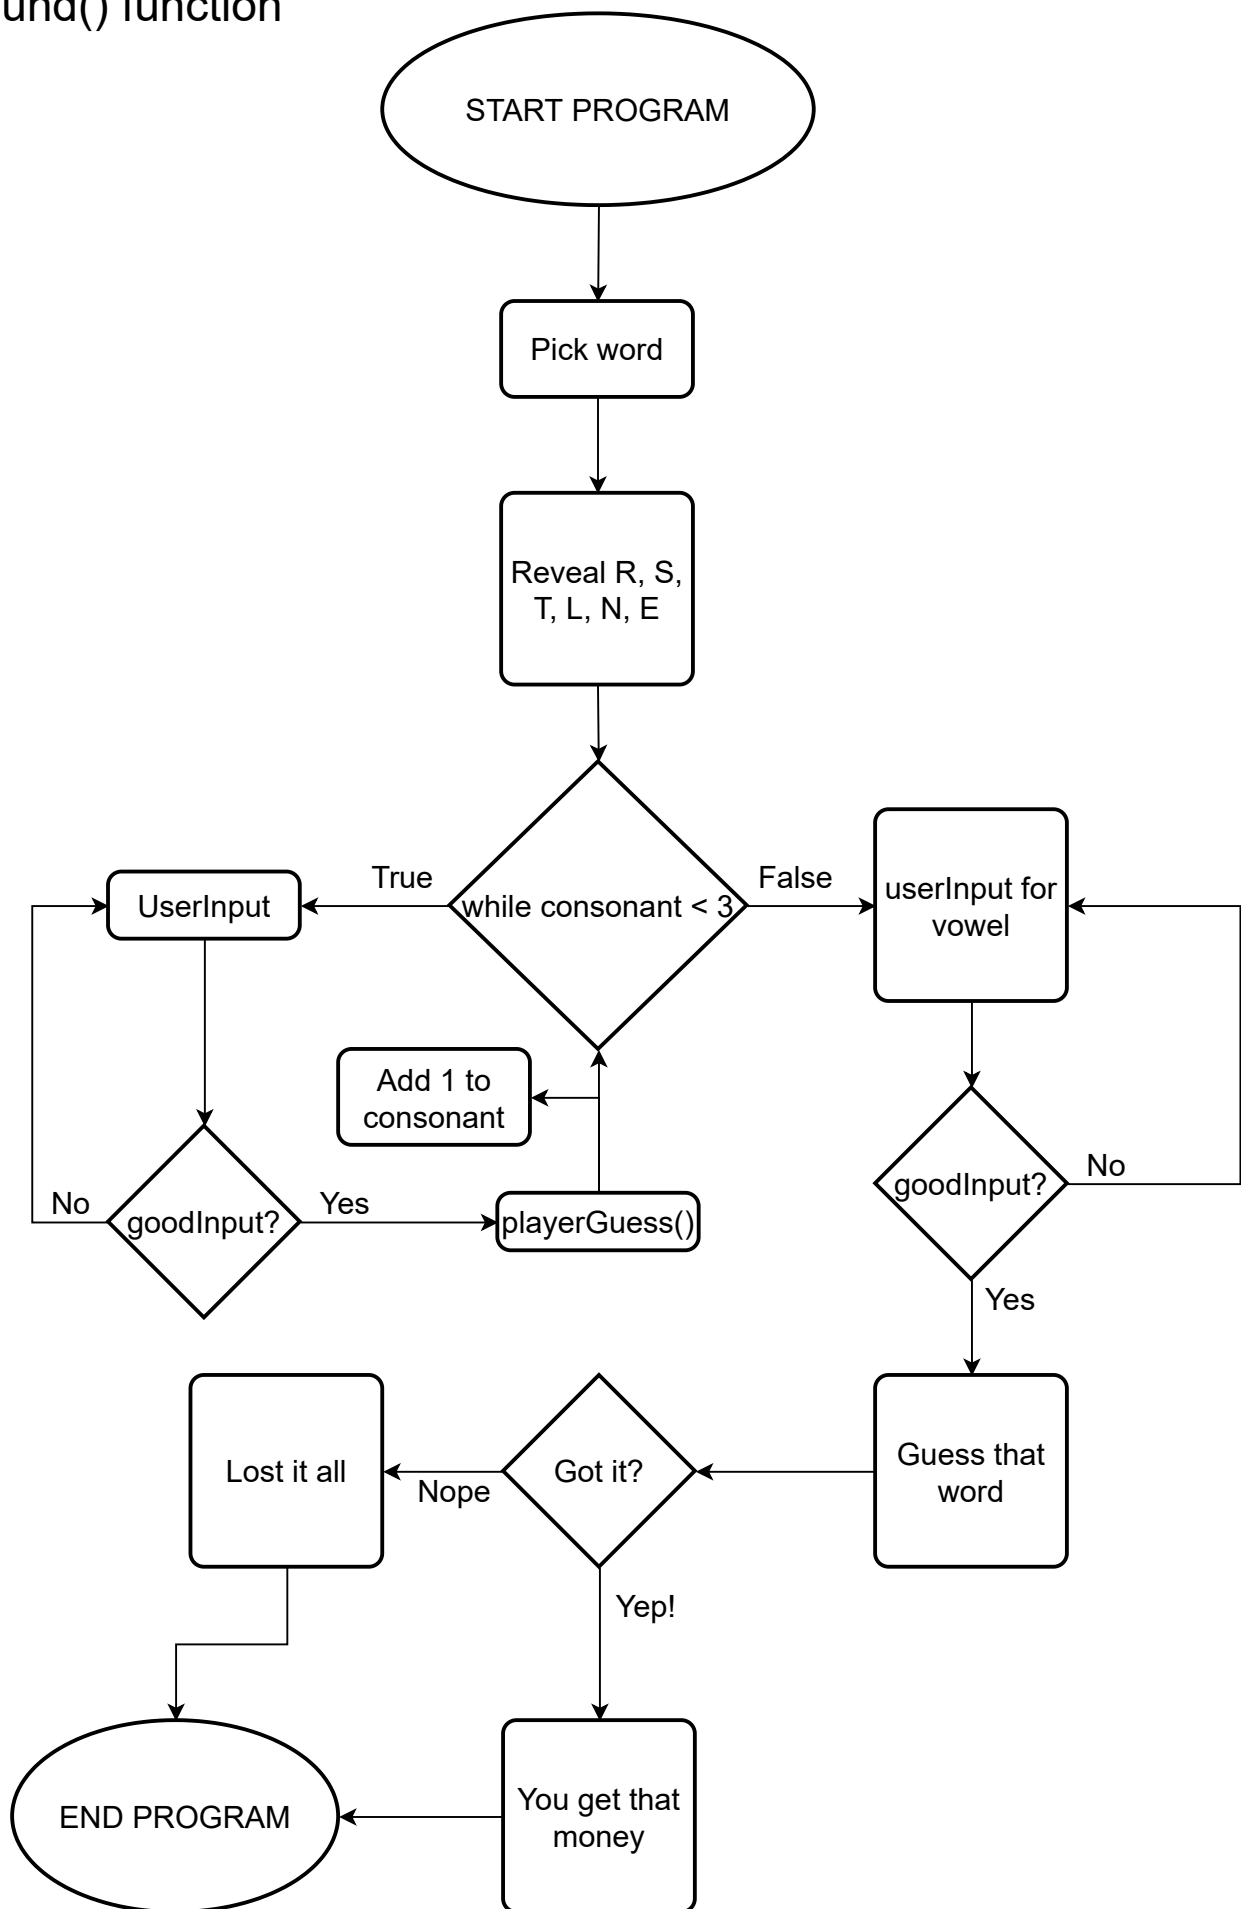 und() function
START PROGRAM
Pick word
Reveal R, S,
T, L, N, E
True
while consonant < 3
False
UserInput
userInput for
vowel
Add 1 to
consonant
No
goodInput?
Yes
playerGuess()
goodInput?
No
Yes
Lost it all
Nope
Got it?
Guess that
word
Yep!
END PROGRAM
You get that
money